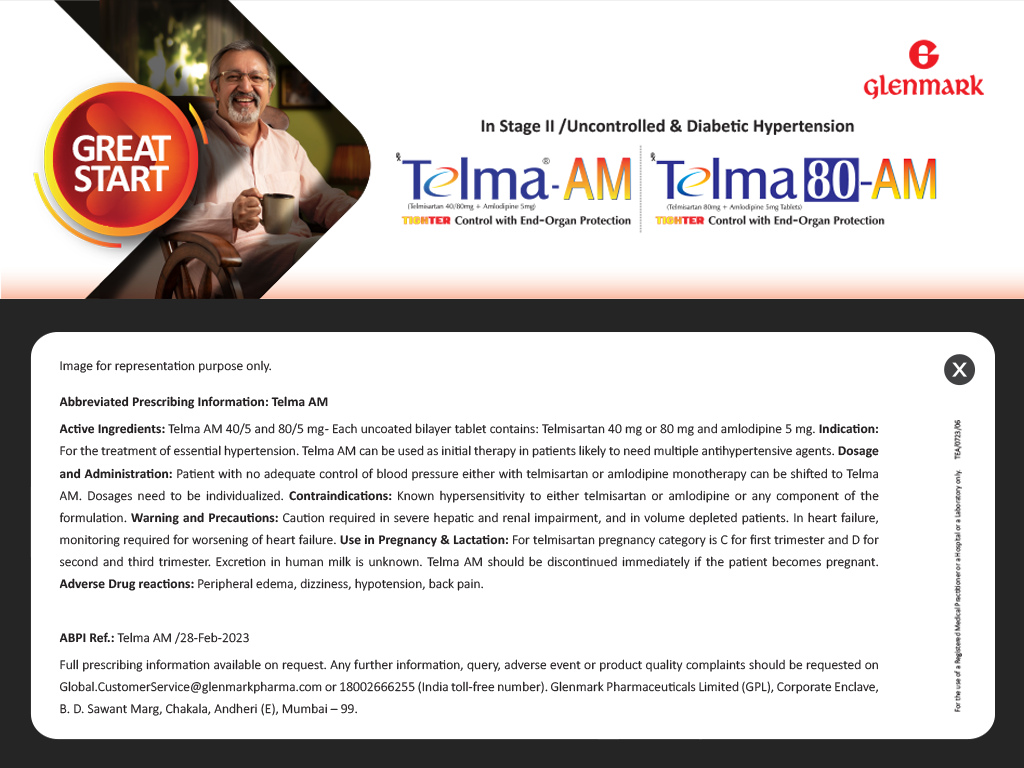 GREAT
START
GLENMARK
In Stage II /Uncontrolled & Diabetic Hypertension
℞
Telma®-AM
(Telmisartan 40/80mg + Amlodipine 5mg)
TIGHTER Control with End-Organ Protection
℞
Telma 80-AM
(Telmisartan 80mg + Amlodipine 5mg Tablets)
TIGHTER Control with End-Organ Protection
Image for representation purpose only.
X
Abbreviated Prescribing Information: Telma AM
Active Ingredients: Telma AM 40/5 and 80/5 mg- Each uncoated bilayer tablet contains: Telmisartan 40 mg or 80 mg and amlodipine 5 mg. Indication:
For the treatment of essential hypertension. Telma AM can be used as initial therapy in patients likely to need multiple antihypertensive agents. Dosage
and Administration: Patient with no adequate control of blood pressure either with telmisartan or amlodipine monotherapy can be shifted to Telma
AM. Dosages need to be individualized. Contraindications: Known hypersensitivity to either telmisartan or amlodipine or any component of the
formulation. Warning and Precautions: Caution required in severe hepatic and renal impairment, and in volume depleted patients. In heart failure,
monitoring required for worsening of heart failure. Use in Pregnancy & Lactation: For telmisartan pregnancy category is C for first trimester and D for
second and third trimester. Excretion in human milk is unknown. Telma AM should be discontinued immediately if the patient becomes pregnant.
Adverse Drug reactions: Peripheral edema, dizziness, hypotension, back pain.
ABPI Ref.: Telma AM /28-Feb-2023
Full prescribing information available on request. Any further information, query, adverse event or product quality complaints should be requested on
Global.CustomerService@glenmarkpharma.com or 18002666255 (India toll-free number). Glenmark Pharmaceuticals Limited (GPL), Corporate Enclave,
B. D. Sawant Marg, Chakala, Andheri (E), Mumbai – 99.
For the use of a Registered Medical Practitioner or a Hospital or a Laboratory only. TEA/0723/06